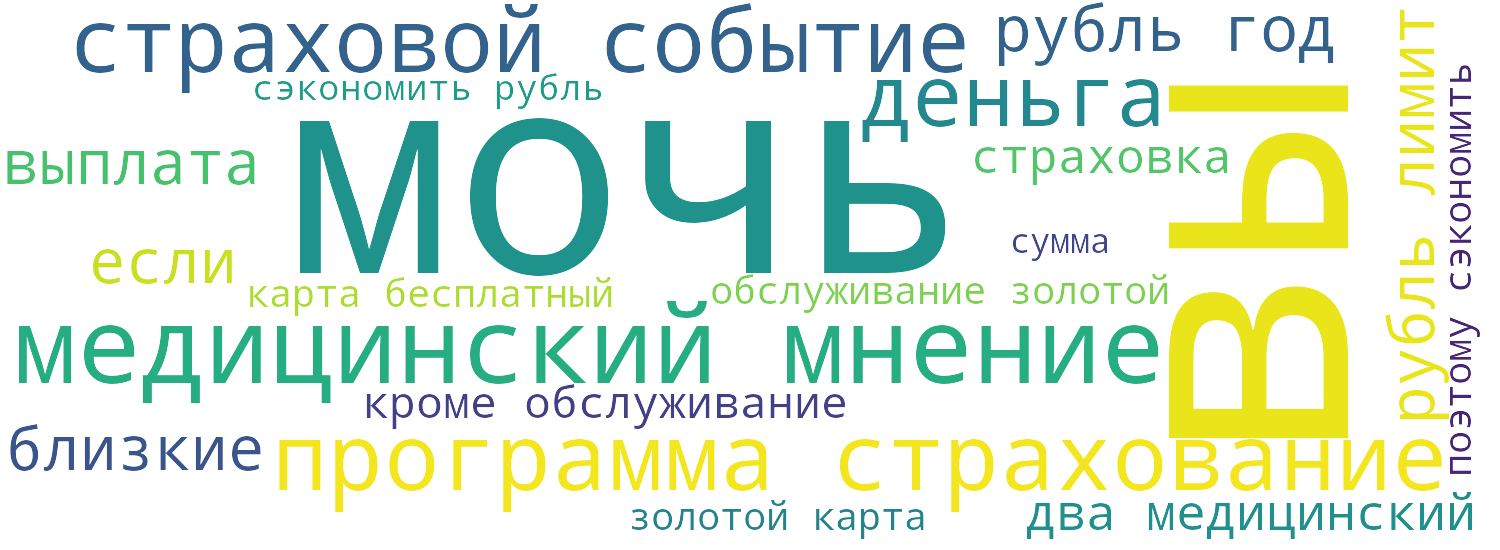 страховой событие
рубль год
сэкономить рубль
деньга
мочь
вы
рубль лимит
поэтому сэкономить
выплата
страховка
если
сумма
карта бесплатный
обслуживание золотой
медицинский мнение
кроме обслуживание
близкие
программа страхование
золотой карта
два медицинский